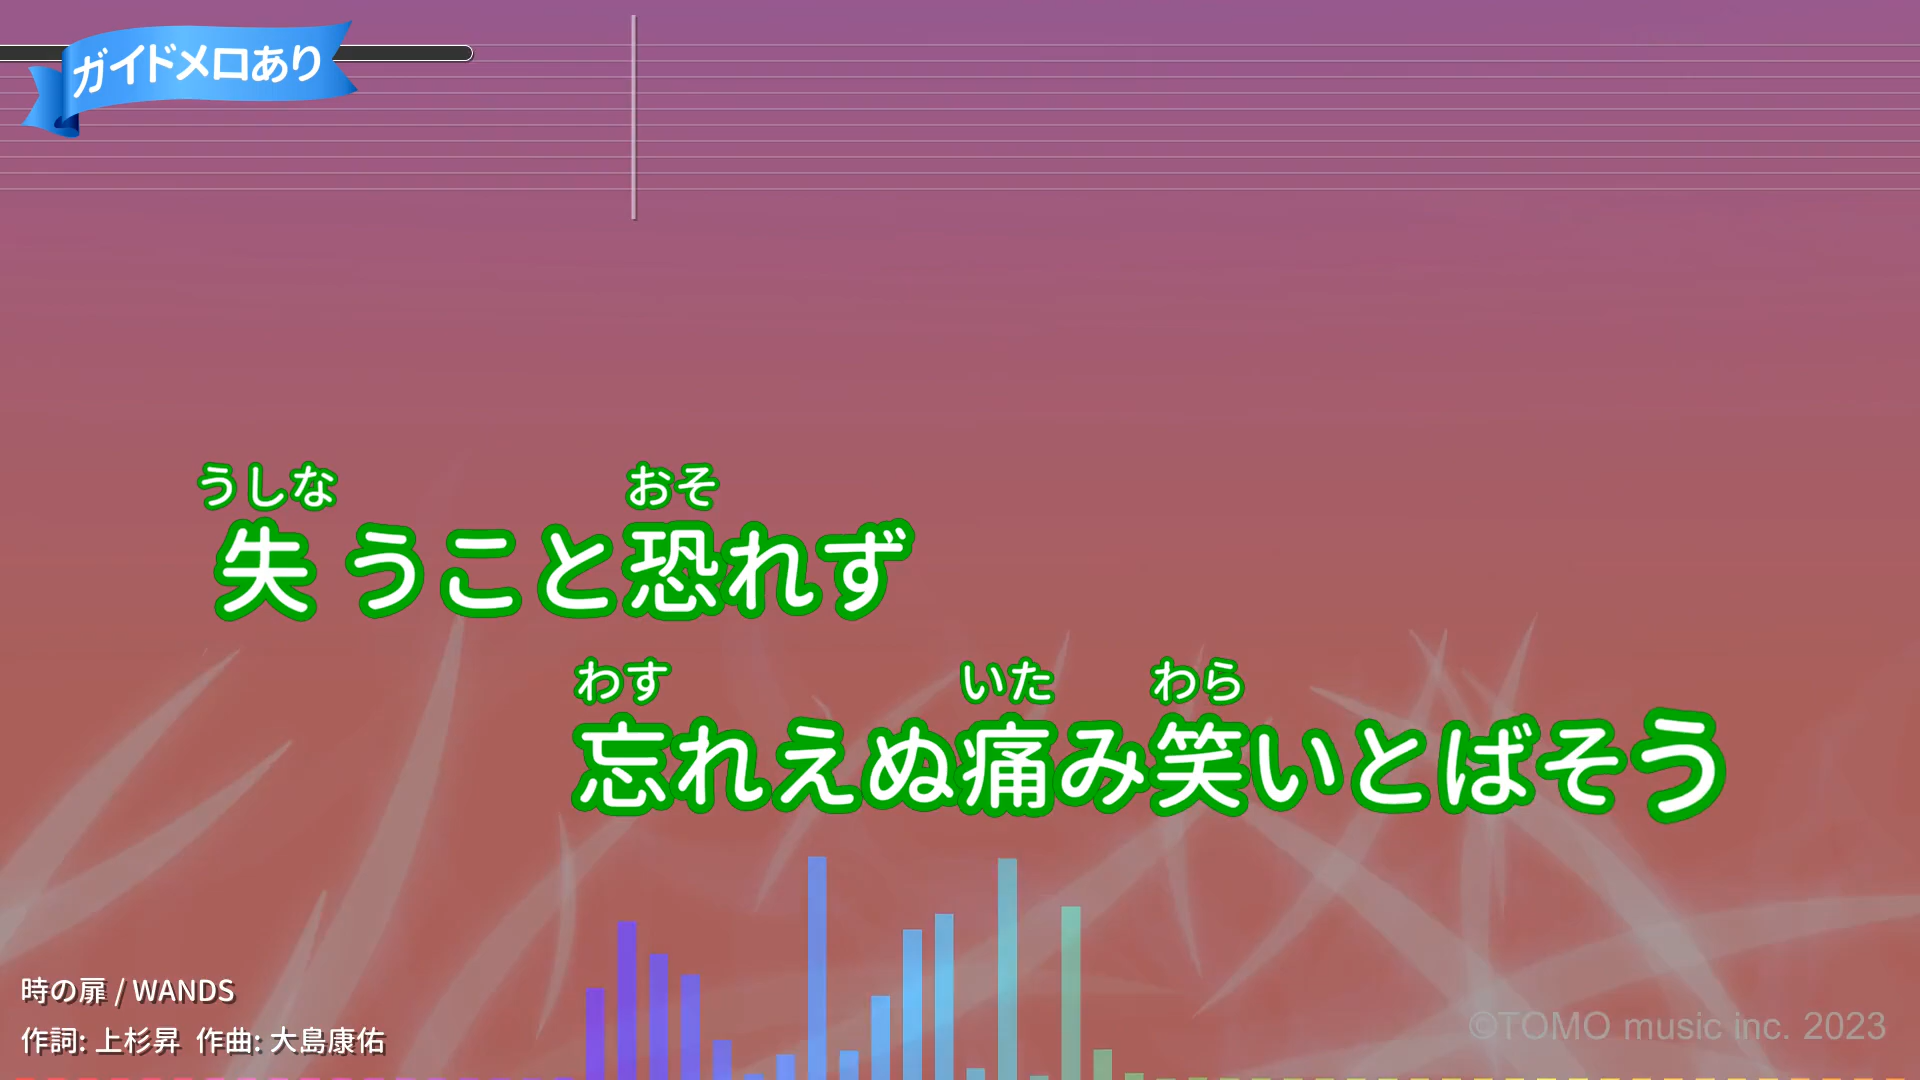 ガイドメロあり
うしな おそ
失うこと恐れず
わす いた わら
忘れえぬ痛み笑いとばそう
時の扉 / WANDS
作詞: 上杉昇 作曲: 大島康佑
©TOMO music inc. 2023